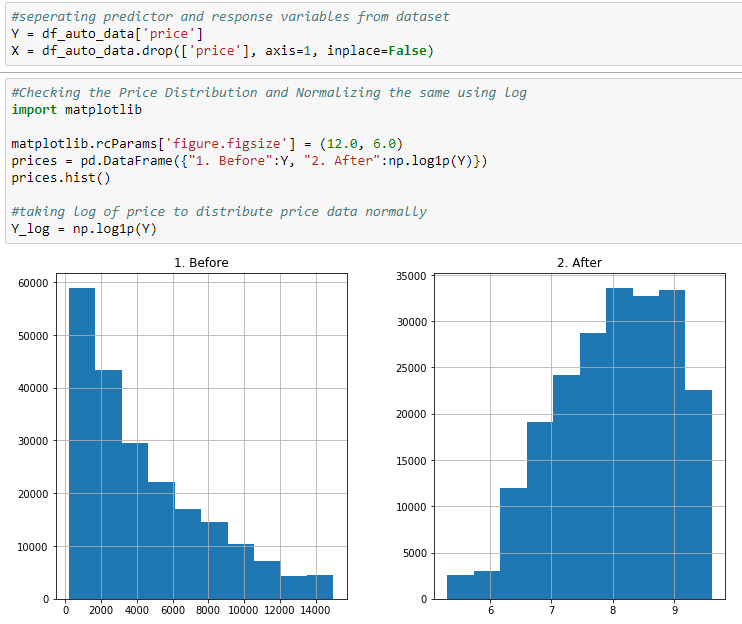 #seperating predictor and response variables from dataset
Y = df_auto_data['price']
X = df_auto_data.drop(['price'], axis=1, inplace=False)
#Checking the Price Distribution and Normalizing the same using log
import matplotlib
matplotlib.rcParams['figure.figsize'] = (12.0, 6.0)
prices = pd.DataFrame({"1. Before":Y, "2. After":np.log1p(Y)})
prices.hist()
#taking log of price to distribute price data normally
Y_log = np.log1p(Y)
1. Before
60000
50000
40000
30000
20000
10000
0
0 2000 4000 6000 8000 10000 12000 14000
2. After
35000
30000
25000
20000
15000
10000
5000
0
6 7 8 9